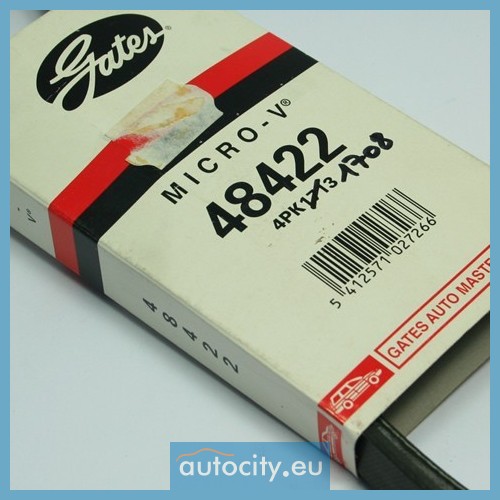 Gates®
MICRO-V®
48422
4PK1713 1708
5 412571 027266
GATES AUTO MASTE
V®
48422
autocity.eu